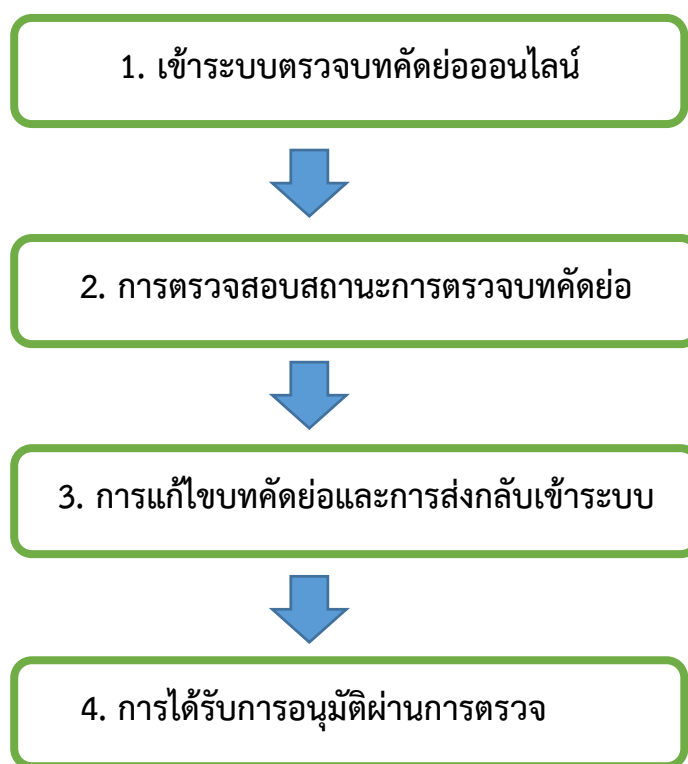 1. เข้าระบบตรวจบทคัดย่อออนไลน์
2. การตรวจสอบสถานะการตรวจบทคัดย่อ
3. การแก้ไขบทคัดย่อและการส่งกลับเข้าระบบ
4. การได้รับการอนุมัติผ่านการตรวจ